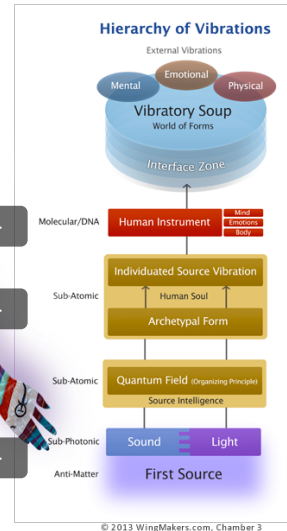 Hierarchy of Vibrations
External Vibrations
Mental
Emotional
Physical
Vibratory Soup
World of Forms
Interface Zone
Molecular/DNA
Human Instrument
Mind
Emotions
Body
Individuated Source Vibration
Sub-Atomic
Human Soul
Archetypal Form
Sub-Atomic
Quantum Field (Organizing Principle)
Source Intelligence
Sub-Photonic
Sound
Light
Anti-Matter
First Source
© 2013 WingMakers.com, Chamber 3